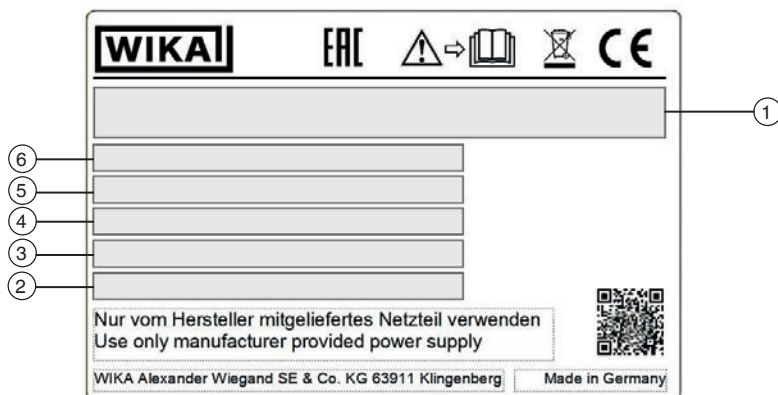 WIKA
EAC
CE
1
6
5
4
3
2
Nur vom Hersteller mitgeliefertes Netzteil verwenden
Use only manufacturer provided power supply
WIKA Alexander Wiegand SE & Co. KG 63911 Klingenberg
Made in Germany